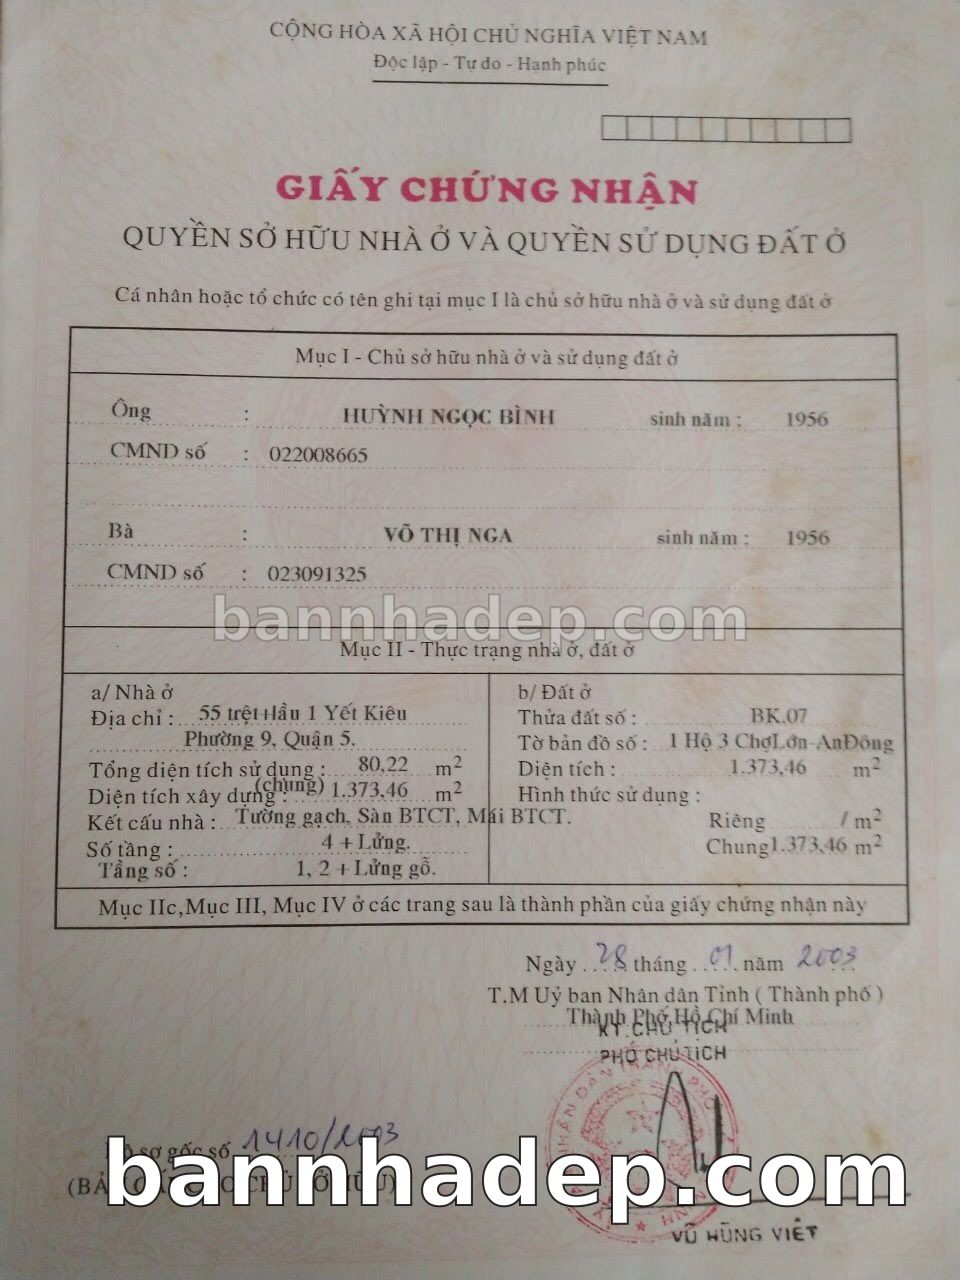 CỘNG HÒA XÃ HỘI CHỦ NGHĨA VIỆT NAM
Độc lập - Tự do - Hạnh phúc
GIẤY CHỨNG NHẬN
QUYỀN SỞ HỮU NHÀ Ở VÀ QUYỀN SỬ DỤNG ĐẤT Ở
Cá nhân hoặc tổ chức có tên ghi tại mục I là chủ sở hữu nhà ở và sử dụng đất ở
Mục I - Chủ sở hữu nhà ở và sử dụng đất ở
Ông : HUỲNH NGỌC BÌNH sinh năm : 1956
CMND số : 022008665
Bà : VÕ THỊ NGA sinh năm : 1956
CMND số : 023091325
bannhadep.com
Mục II - Thực trạng nhà ở, đất ở
a/ Nhà ở
Địa chỉ : 55 trệt+lầu 1 Yết Kiêu
Phường 9, Quận 5.
Tổng diện tích sử dụng : 80,22 m2
Diện tích xây dựng : (chung) 1.373,46 m2
Kết cấu nhà : Tường gạch, Sàn BTCT, Mái BTCT.
Số tầng : 4 + Lửng.
Tầng số : 1, 2 + Lửng gỗ.
b/ Đất ở
Thửa đất số : BK.07
Tờ bản đồ số : 1 Hộ 3 ChợLớn-AnĐông
Diện tích : 1.373,46 m2
Hình thức sử dụng :
Riêng / m2
Chung 1.373,46 m2
Mục IIc,Mục III, Mục IV ở các trang sau là thành phần của giấy chứng nhận này
Ngày 28 tháng 01 năm 2003
T.M Uỷ ban Nhân dân Tỉnh ( Thành phố )
Thành Phố Hồ Chí Minh
KT.CHỦ TỊCH
PHÓ CHỦ TỊCH
sơ gốc số 1410/2003
bannhadep.com
VŨ HÙNG VIỆT